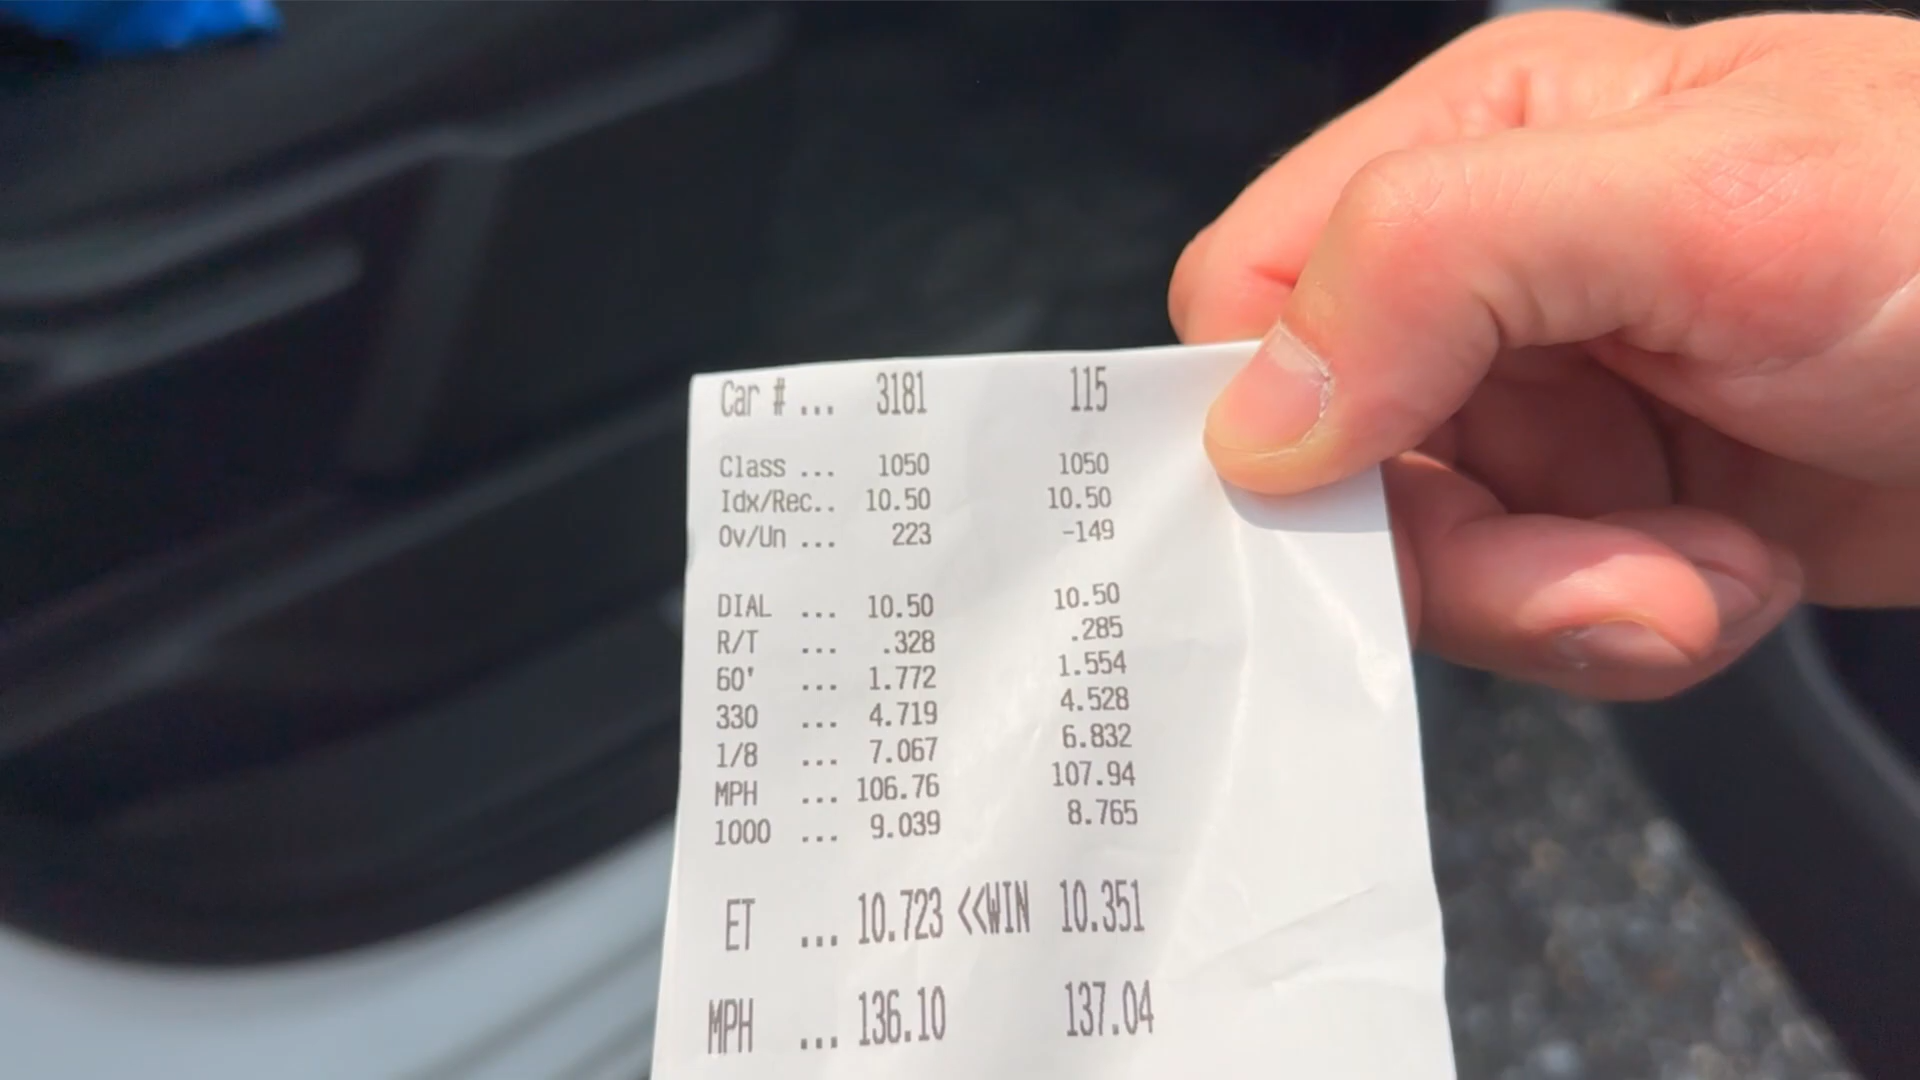 Car # ... 3181 115
Class ... 1050 1050
Idx/Rec.. 10.50 10.50
Ov/Un ... 223 -149
DIAL ... 10.50 10.50
R/T ... .328 .285
60' ... 1.772 1.554
330 ... 4.719 4.528
1/8 ... 7.067 6.832
MPH ... 106.76 107.94
1000 ... 9.039 8.765
ET ... 10.723 <<WIN 10.351
MPH ... 136.10 137.04